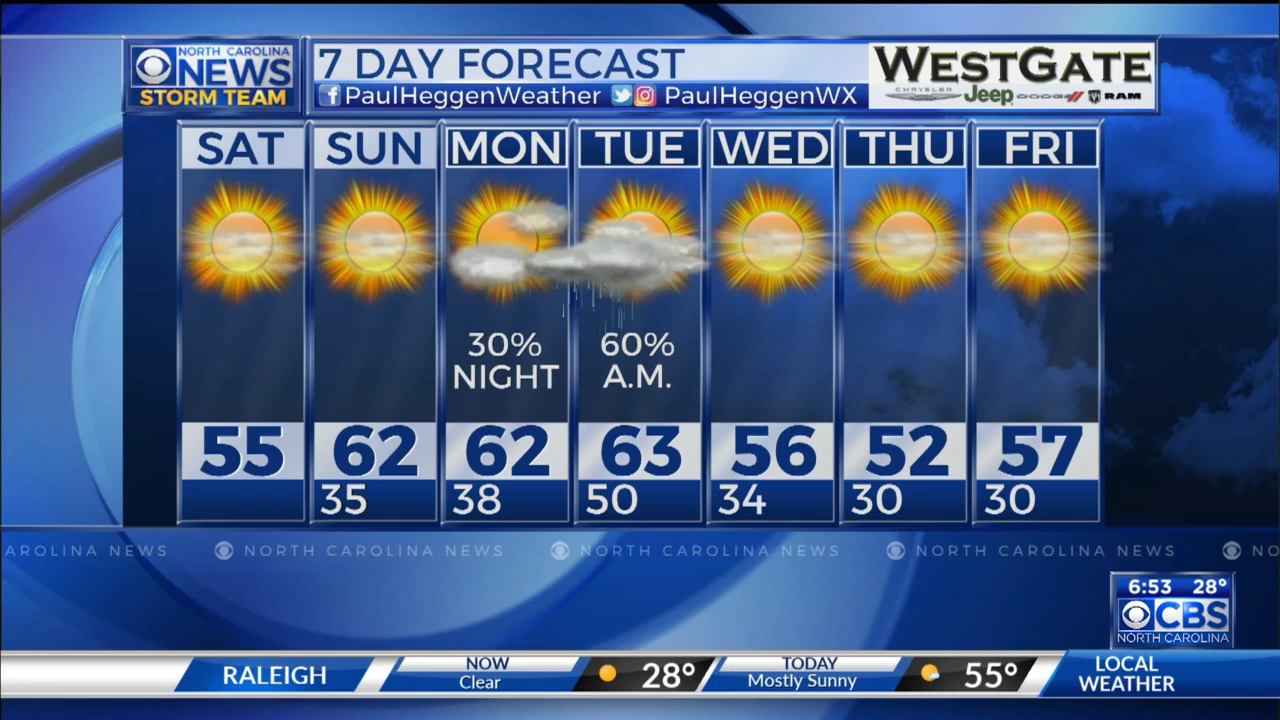 NORTH CAROLINA
NEWS
STORM TEAM
7 DAY FORECAST
PaulHeggenWeather PaulHeggenWX
WESTGATE
CHRYSLER Jeep DODGE RAM
SAT SUN MON TUE WED THU FRI
30% 60%
NIGHT A.M.
55 62 62 63 56 52 57
35 38 50 34 30 30
AROLINA NEWS NORTH CAROLINA NEWS NORTH CAROLINA NEWS NORTH CAROLINA NEWS NO
6:53 28°
CBS
NORTH CAROLINA
RALEIGH
NOW
Clear
28°
TODAY
Mostly Sunny
55°
LOCAL
WEATHER